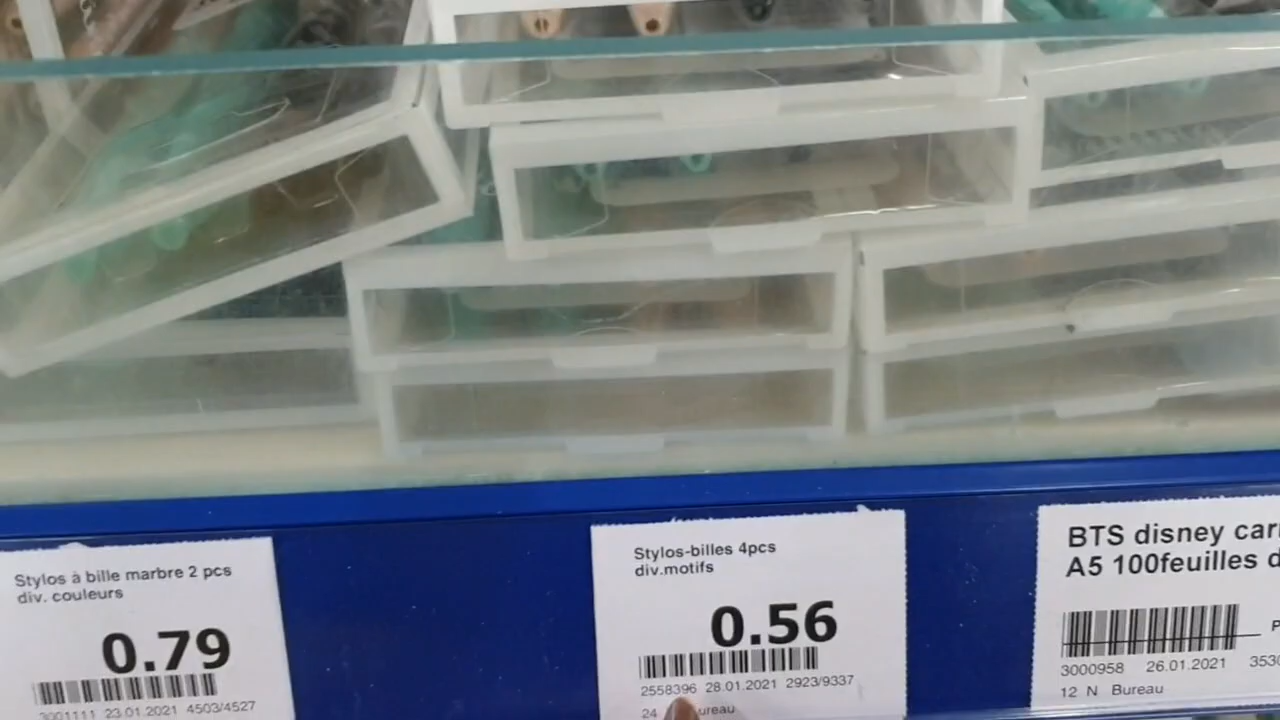 Stylos à bille marbre 2 pcs
div. couleurs
0.79
3001111 23.01.2021 4503/4527
Stylos-billes 4pcs
div.motifs
0.56
2558396 28.01.2021 2923/9337
24
BTS disney
A5 100feuilles
3000958 26.01.2021
12 N Bureau